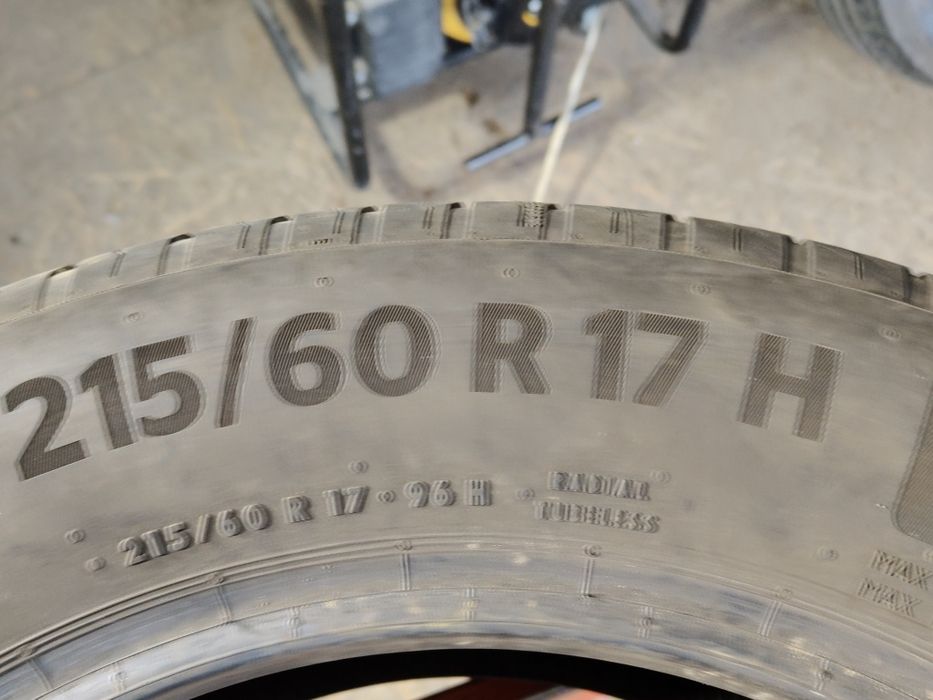 215/60 R 17 H
215/60 R 17 96 H
RADIAL
TUBELESS
MAX
MAX